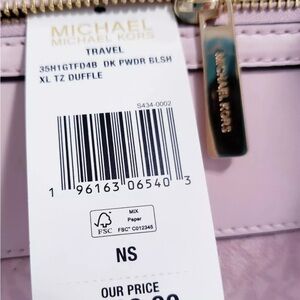 MICHAEL
MICHAEL KORS
TRAVEL
35H1GTFD4B DK PWDR BLSH
XL TZ DUFFLE
S434-0002
1 96163 06540 3
FSC
MIX
Paper
FSC® C012345
NS
OUR PRICE
MICHAEL KORS